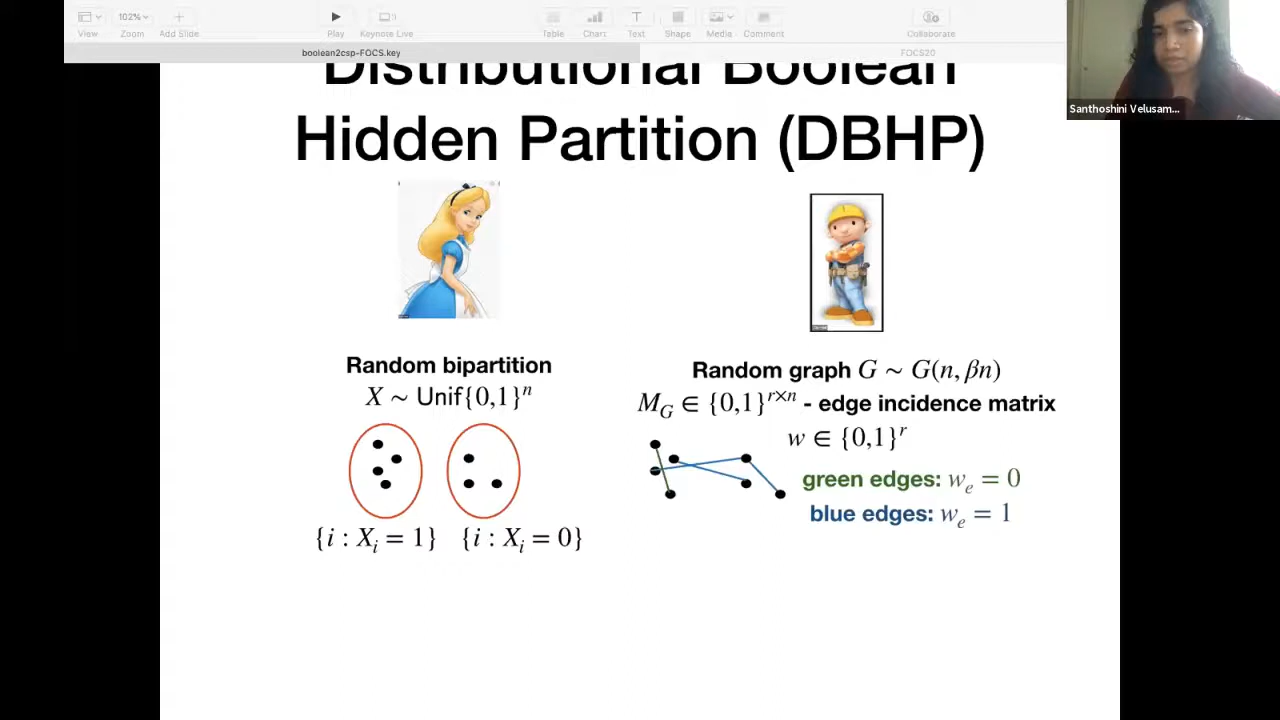 102%
View Zoom Add Slide Play Keynote Live Table Chart Text Shape Media Comment Collaborate
boolean2csp-FOCS.key FOCS20
Santhoshini Velusam...
Distributional Boolean
Hidden Partition (DBHP)
Random bipartition
X ∼ Unif{0,1}ⁿ
{i : Xᵢ = 1} {i : Xᵢ = 0}
Random graph G ∼ G(n, βn)
M_G ∈ {0,1}^{r×n} - edge incidence matrix
w ∈ {0,1}^r
green edges: w_e = 0
blue edges: w_e = 1